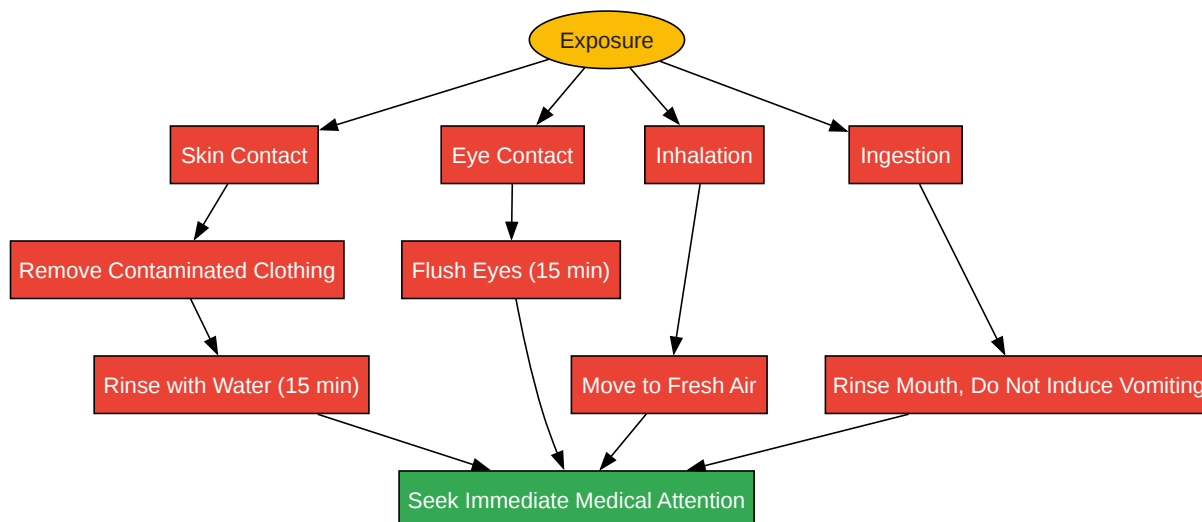 Exposure
Skin Contact
Eye Contact
Inhalation
Ingestion
Remove Contaminated Clothing
Flush Eyes (15 min)
Rinse with Water (15 min)
Move to Fresh Air
Rinse Mouth, Do Not Induce Vomiting
Seek Immediate Medical Attention